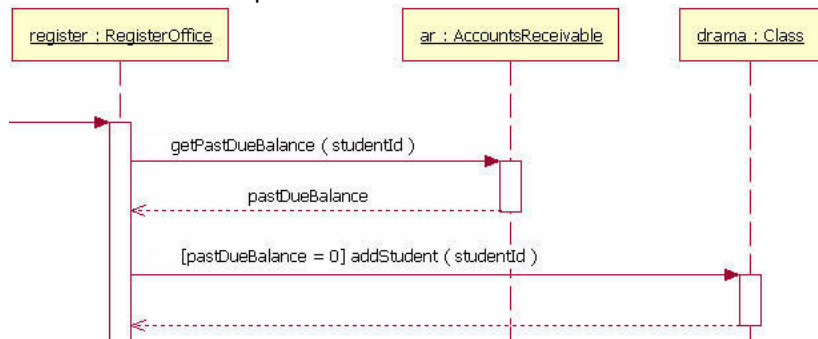 register : RegisterOffice
ar : AccountsReceivable
drama : Class
getPastDueBalance ( studentId )
pastDueBalance
[pastDueBalance = 0] addStudent ( studentId )